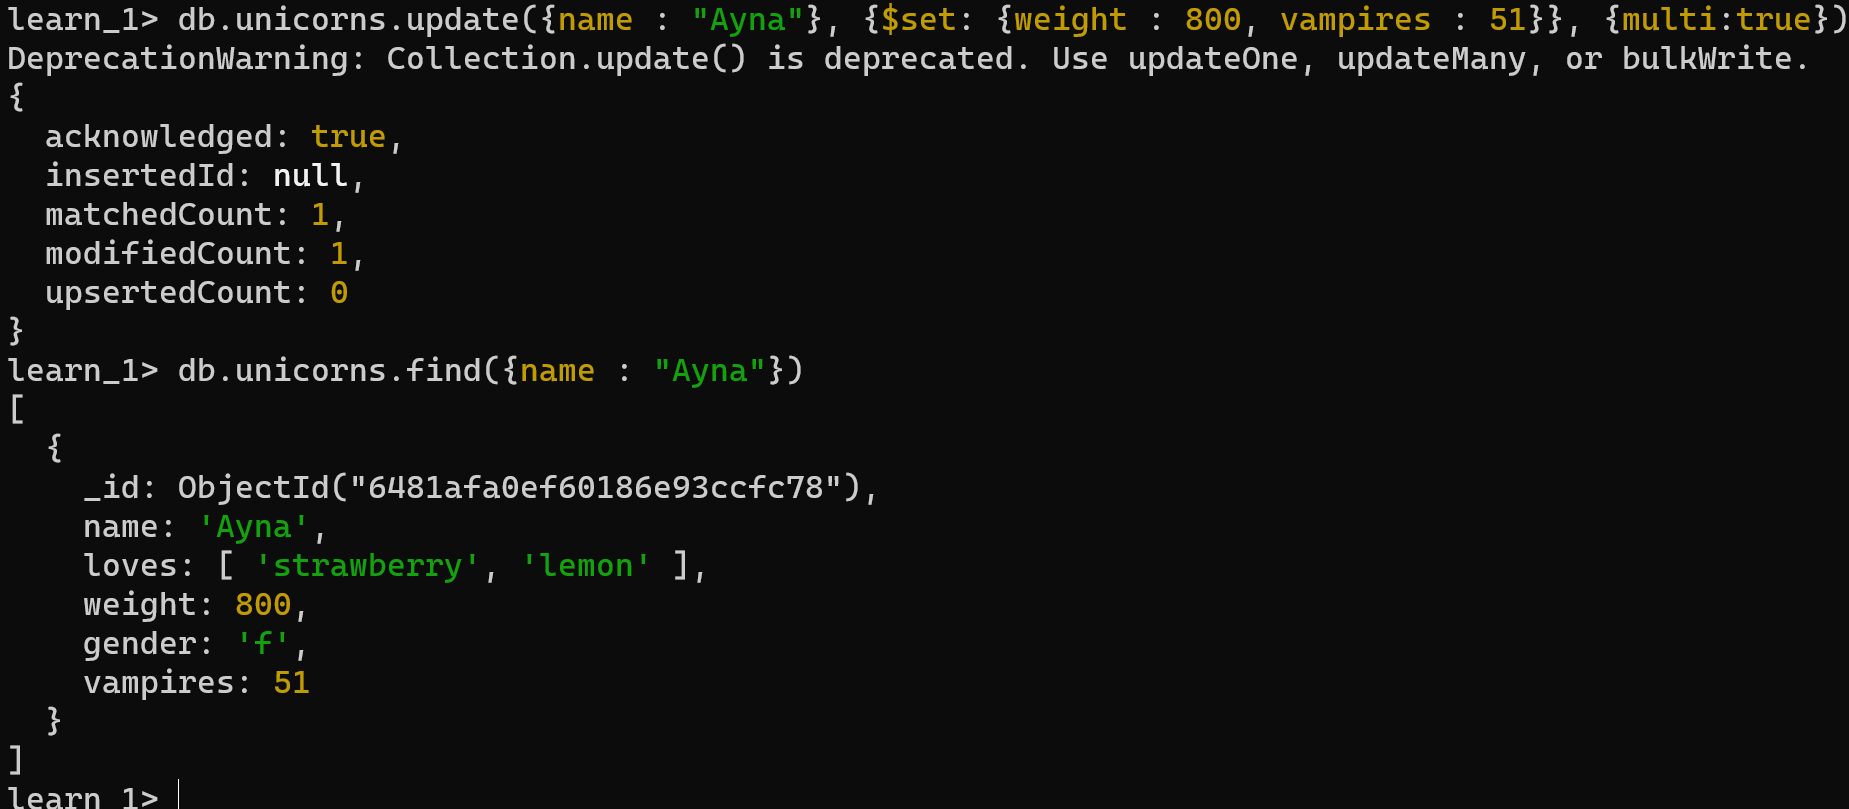 learn_1> db.unicorns.update({name : "Ayna"}, {$set: {weight : 800, vampires : 51}}, {multi:true})
DeprecationWarning: Collection.update() is deprecated. Use updateOne, updateMany, or bulkWrite.
{
  acknowledged: true,
  insertedId: null,
  matchedCount: 1,
  modifiedCount: 1,
  upsertedCount: 0
}
learn_1> db.unicorns.find({name : "Ayna"})
[
  {
    _id: ObjectId("6481afa0ef60186e93ccfc78"),
    name: 'Ayna',
    loves: [ 'strawberry', 'lemon' ],
    weight: 800,
    gender: 'f',
    vampires: 51
  }
]
learn_1>